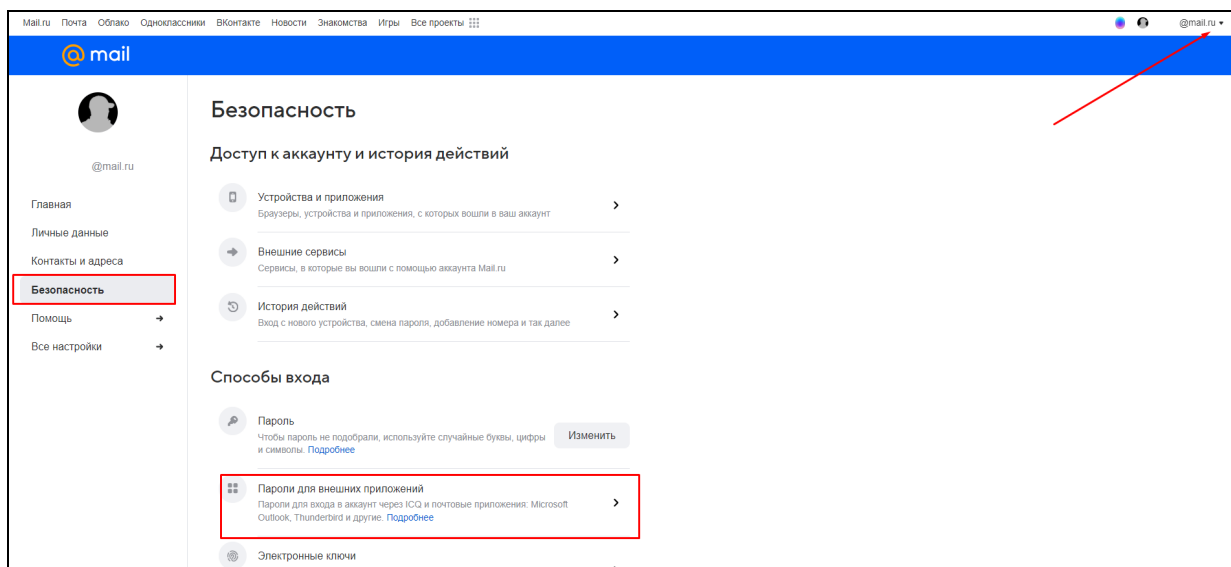 Mail.ru Почта Облако Одноклассники ВКонтакте Новости Знакомства Игры Все проекты @mail.ru
@mail
@mail.ru
Главная
Личные данные
Контакты и адреса
Безопасность
Помощь
Все настройки
Безопасность
Доступ к аккаунту и история действий
Устройства и приложения
Браузеры, устройства и приложения, с которых вошли в ваш аккаунт
Внешние сервисы
Сервисы, в которые вы вошли с помощью аккаунта Mail.ru
История действий
Вход с нового устройства, смена пароля, добавление номера и так далее
Способы входа
Пароль
Чтобы пароль не подобрали, используйте случайные буквы, цифры
и символы. Подробнее
Изменить
Пароли для внешних приложений
Пароли для входа в аккаунт через ICQ и почтовые приложения: Microsoft
Outlook, Thunderbird и другие. Подробнее
Электронные ключи